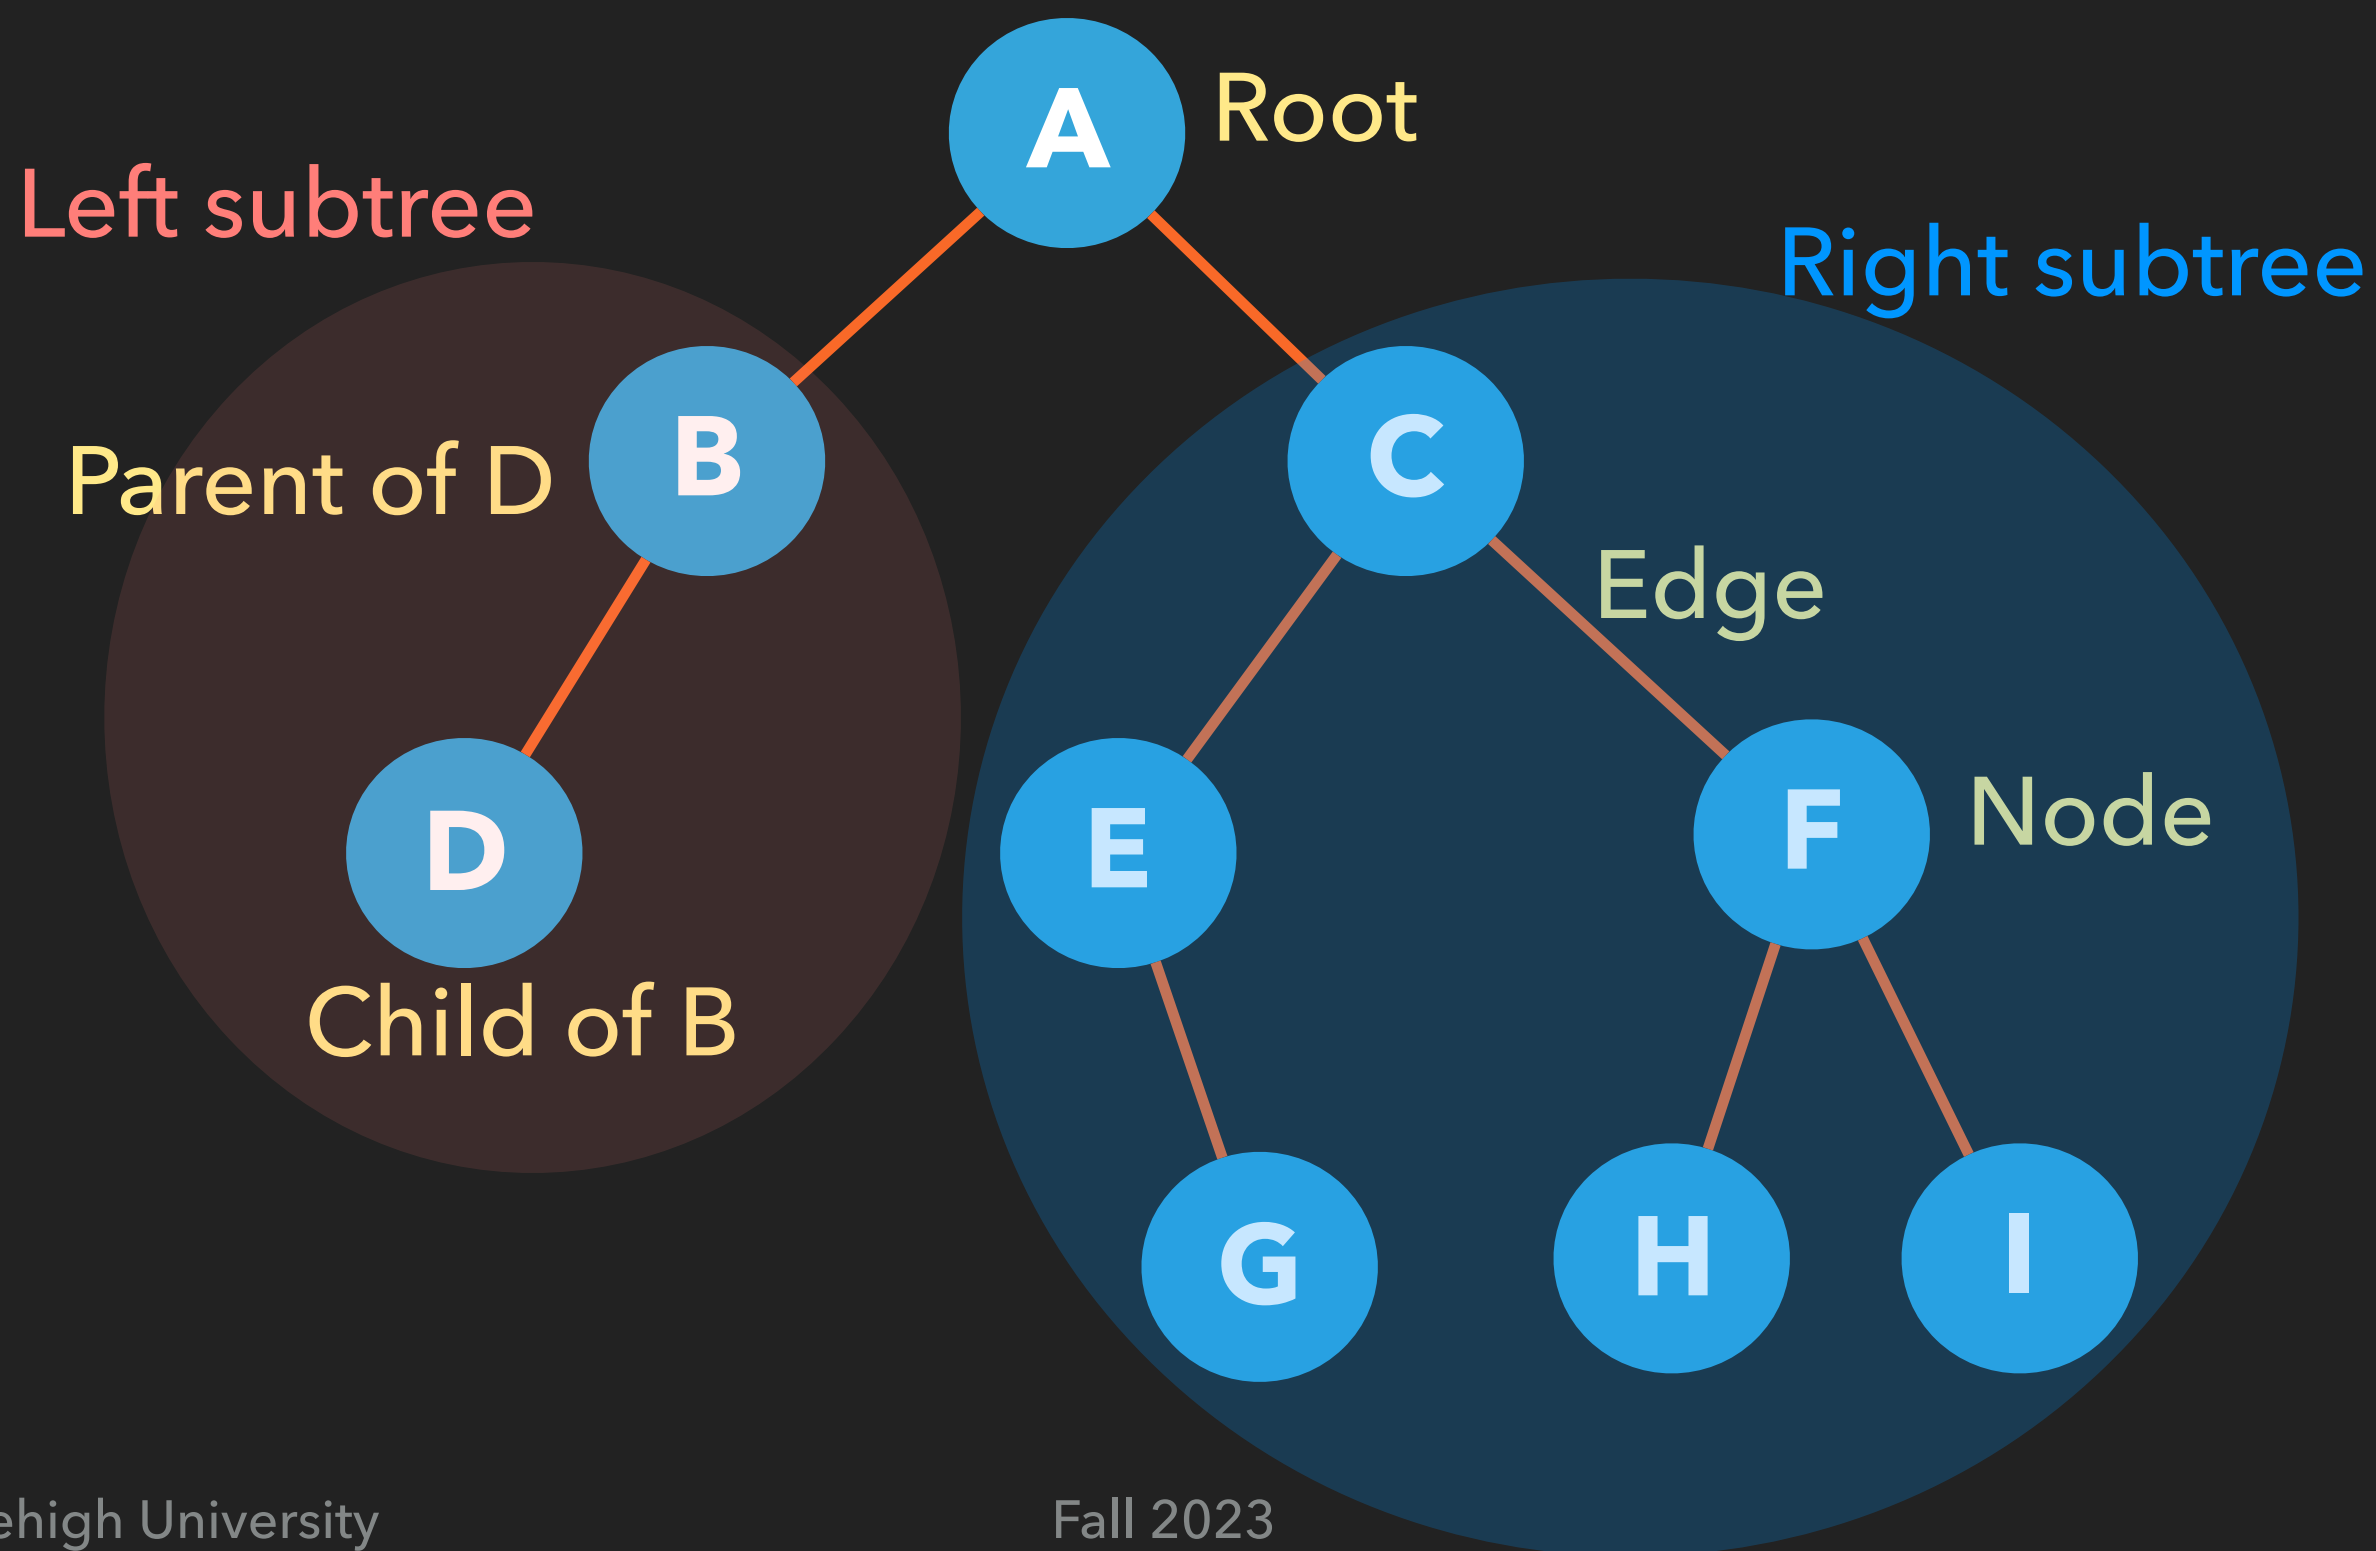 A
Root
Left subtree
Right subtree
B
C
Parent of D
Edge
D
E
F
Node
Child of B
G
H
I
ehigh University
Fall 2023